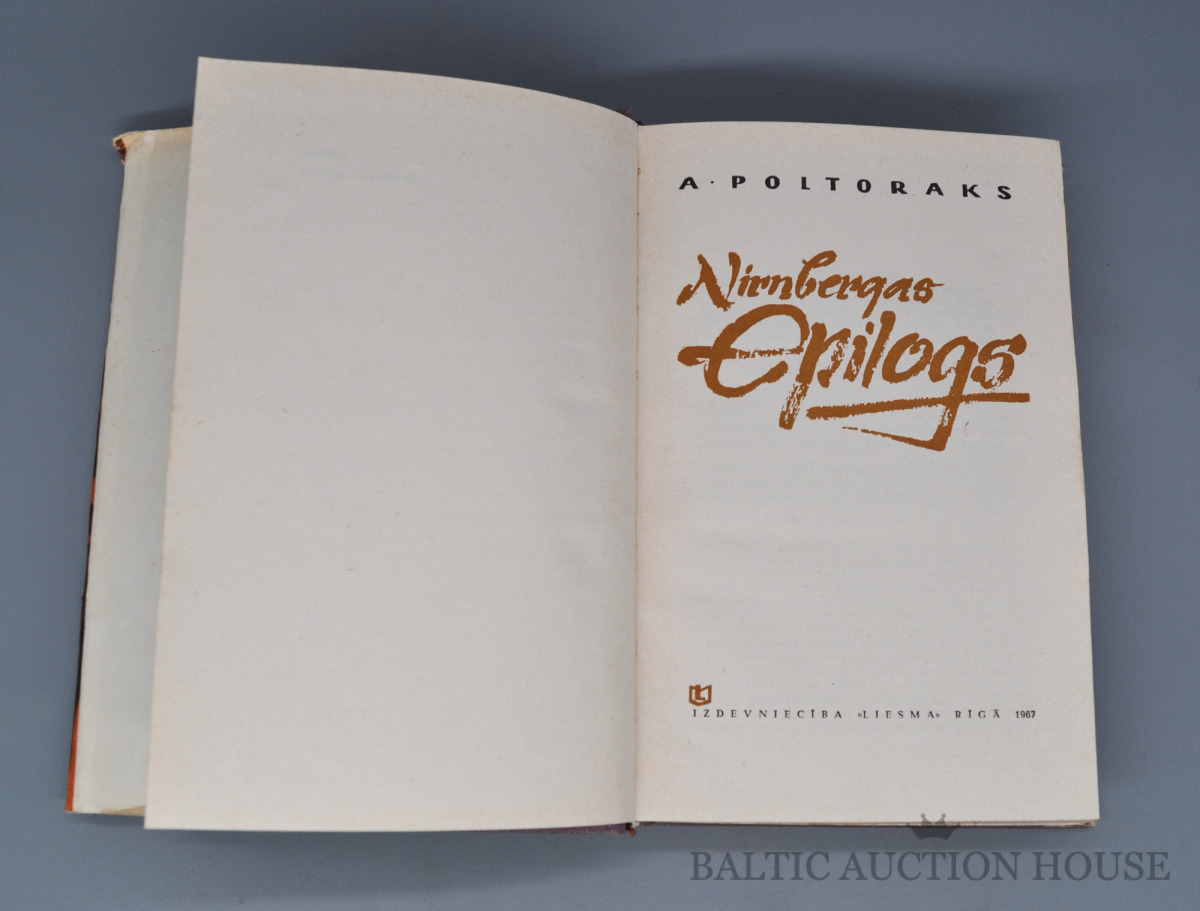 A. POLTORAKS
Nirnbergas
Epilogs
IZDEVNIECĪBA «LIESMA» RĪGĀ 1967
BALTIC AUCTION HOUSE